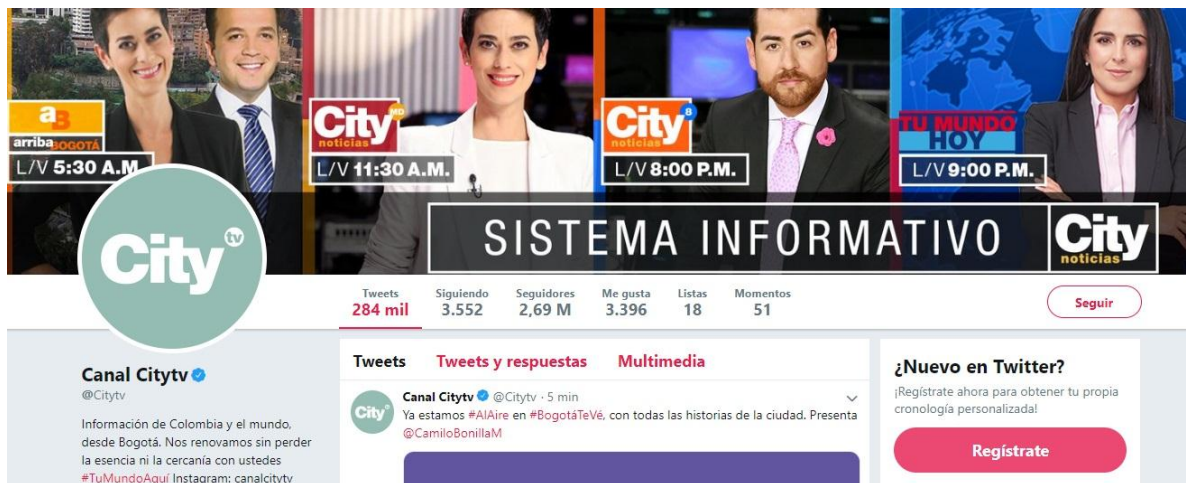 aB
arribaBOGOTÁ
L/V 5:30 A.M.
City MD
noticias
L/V 11:30 A.M.
City B
noticias
L/V 8:00 P.M.
TU MUNDO
HOY
L/V 9:00 P.M.
SISTEMA INFORMATIVO
City
noticias
City tv
Tweets Siguiendo Seguidores Me gusta Listas Momentos
284 mil 3.552 2,69 M 3.396 18 51
Seguir
Canal Citytv
@Citytv
Información de Colombia y el mundo,
desde Bogotá. Nos renovamos sin perder
la esencia ni la cercanía con ustedes
#TuMundoAquí Instagram: canalcitytv
Tweets Tweets y respuestas Multimedia
City
Canal Citytv @Citytv · 5 min
Ya estamos #AlAire en #BogotáTeVé, con todas las historias de la ciudad. Presenta
@CamiloBonillaM
¿Nuevo en Twitter?
¡Regístrate ahora para obtener tu propia
cronología personalizada!
Regístrate